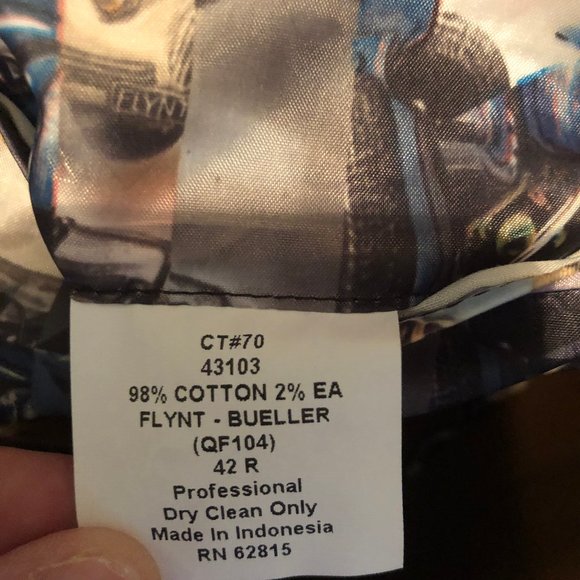 FLYNT
CT#70
43103
98% COTTON 2% EA
FLYNT - BUELLER
(QF104)
42 R
Professional
Dry Clean Only
Made In Indonesia
RN 62815